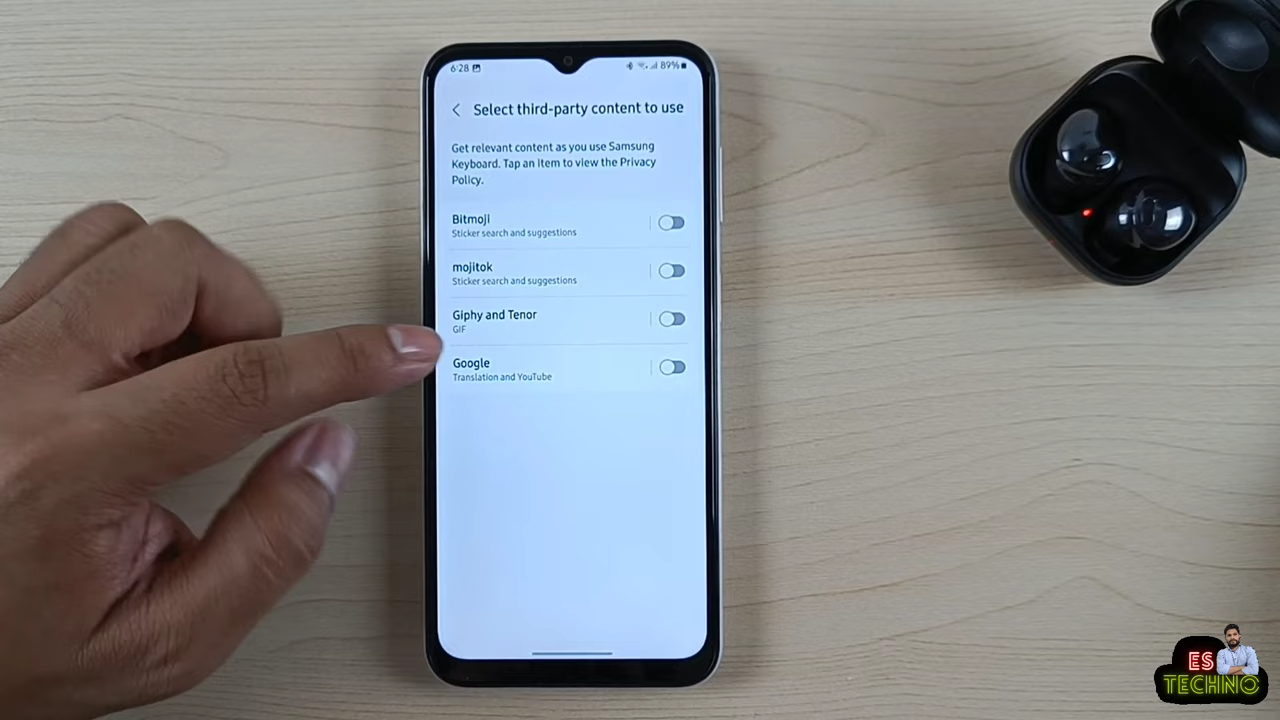 6:28
89%
Select third-party content to use
Get relevant content as you use Samsung
Keyboard. Tap an item to view the Privacy
Policy.
Bitmoji
Sticker search and suggestions
mojitok
Sticker search and suggestions
Giphy and Tenor
GIF
Google
Translation and YouTube
ES
TECHNO